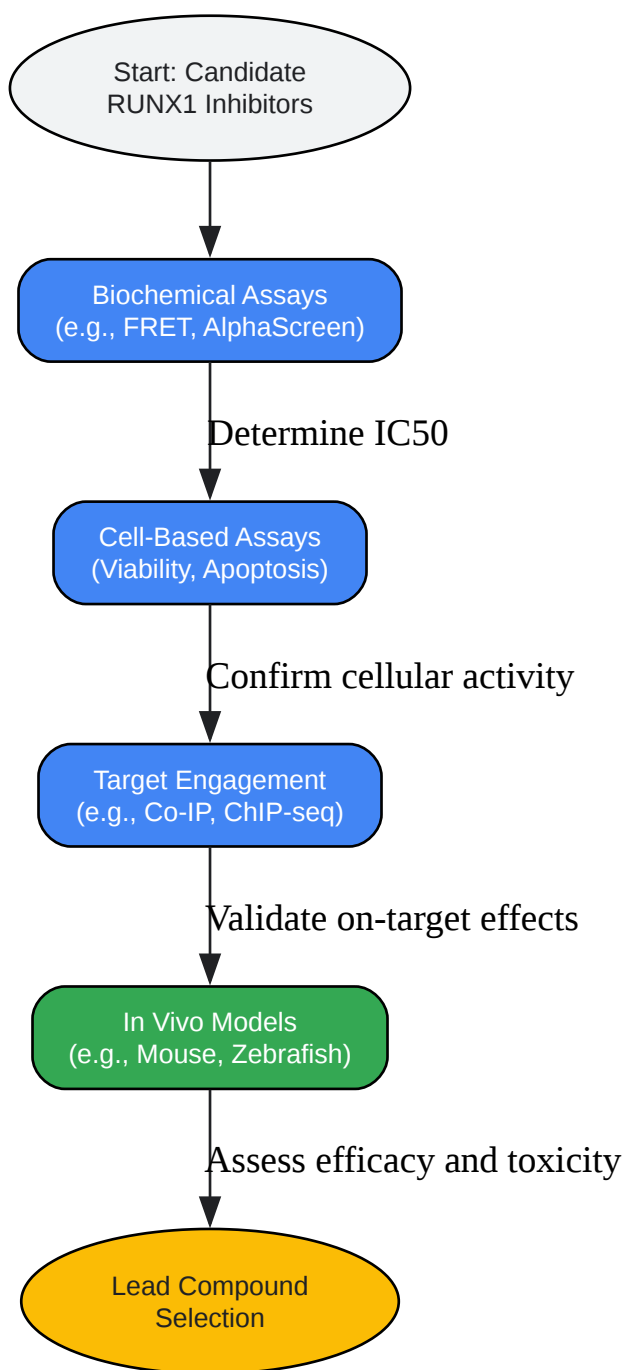 Start: Candidate
RUNX1 Inhibitors
Biochemical Assays
(e.g., FRET, AlphaScreen)
Determine IC50
Cell-Based Assays
(Viability, Apoptosis)
Confirm cellular activity
Target Engagement
(e.g., Co-IP, ChIP-seq)
Validate on-target effects
In Vivo Models
(e.g., Mouse, Zebrafish)
Assess efficacy and toxicity
Lead Compound
Selection